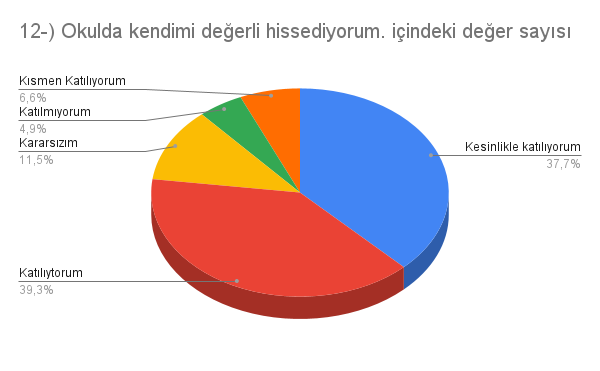 12-) Okulda kendimi değerli hissediyorum. içindeki değer sayısı
Kısmen Katılıyorum
6,6%
Katılmıyorum
4,9%
Kararsızım
11,5%
Katılıytorum
39,3%
Kesinlikle katılıyorum
37,7%